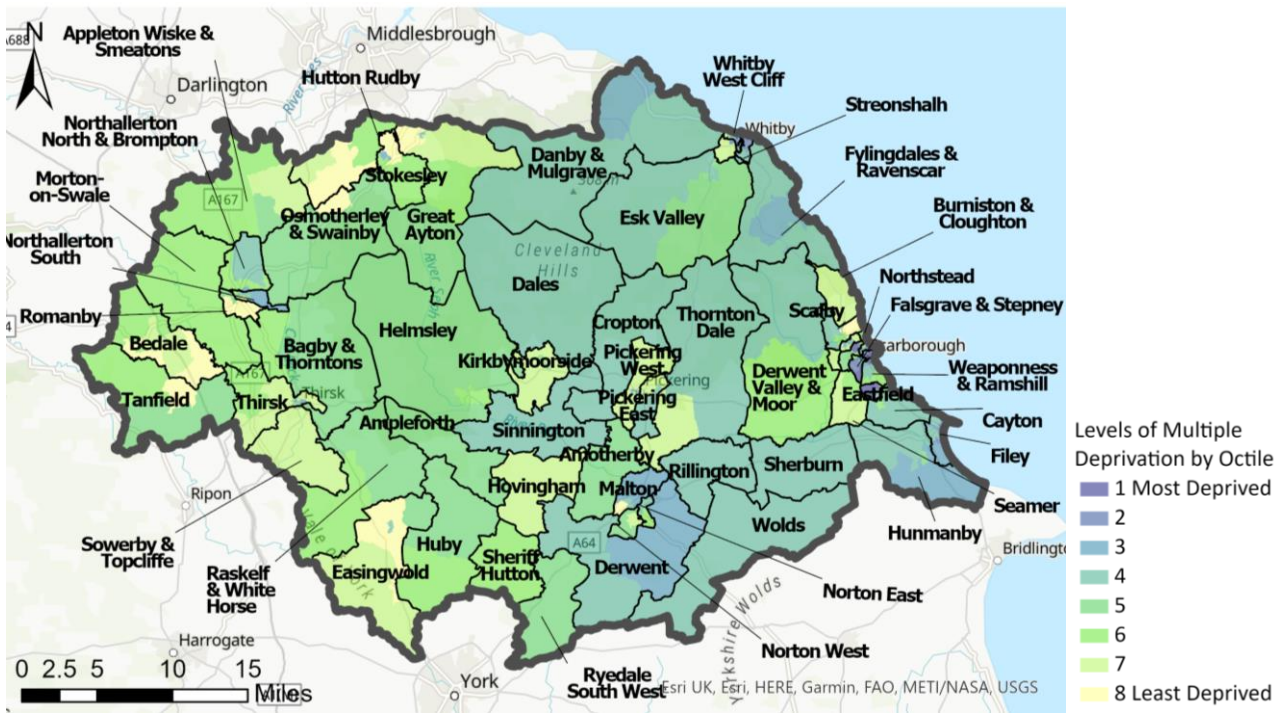 N
A688
Appleton Wiske &
Smeatons
Middlesbrough
Hutton Rudby
Darlington
River Tees
Whitby
West Cliff
Streonshalh
Whitby
Northallerton
North & Brompton
Danby &
Mulgrave
Fylingdales &
Ravenscar
Morton-
on-Swale
A167
Stokesley
Osmotherley
& Swainby
Great
Ayton
Esk Valley
Burniston &
Cloughton
Northallerton
South
Cleveland
Hills
Dales
Northstead
Falsgrave & Stepney
Romanby
Scalby
Helmsley
Cropton
Thornton
Dale
Scarborough
Bedale
Bagby &
Thorntons
Kirkbymoorside
Pickering
West
Pickering
Weaponness
& Ramshill
Derwent
Valley &
Moor
Eastfield
A167
Thirsk
Tanfield
Thirsk
Pickering
East
Cayton
Ampleforth
Sinnington
Filey
Amotherby
Rillington
Sherburn
Hovingham
Malton
Seamer
Ripon
Wolds
Hunmanby
Sowerby &
Topcliffe
Vale of York
Huby
A64
Bridlington
Raskelf
& White
Horse
Easingwold
Sheriff
Hutton
Derwent
Norton East
Yorkshire Wolds
Harrogate
Norton West
York
Ryedale
South West
0 2.5 5 10 15
Miles
Esri UK, Esri, HERE, Garmin, FAO, METI/NASA, USGS
Levels of Multiple
Deprivation by Octile
1 Most Deprived
2
3
4
5
6
7
8 Least Deprived